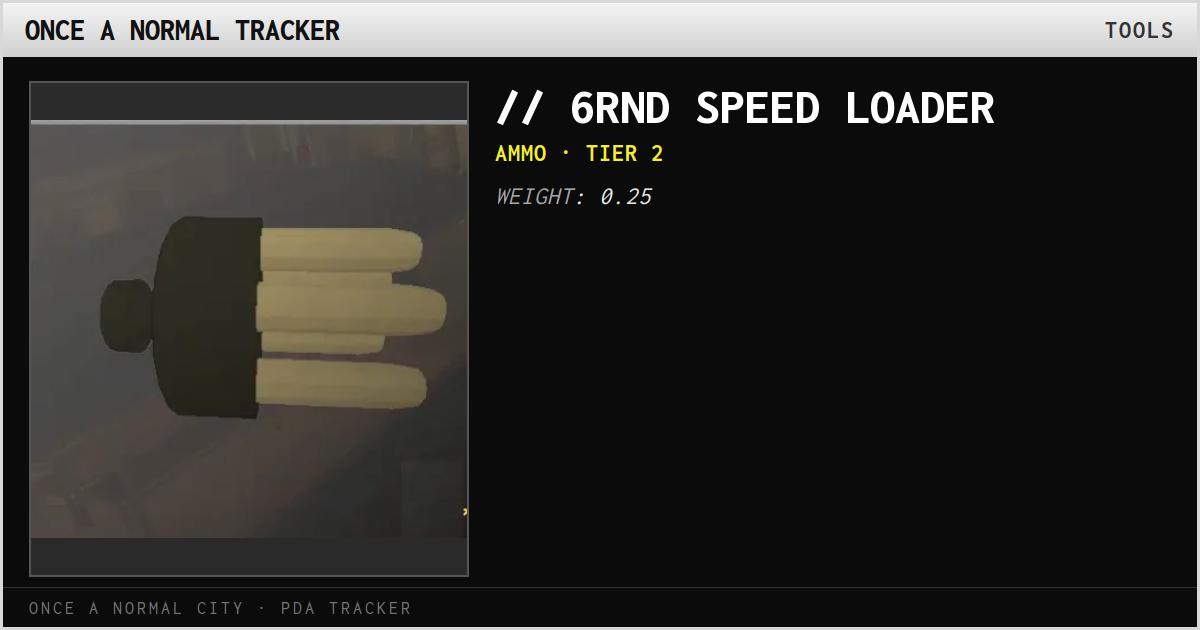 ONCE A NORMAL TRACKER
TOOLS
// 6RND SPEED LOADER
AMMO · TIER 2
WEIGHT: 0.25
ONCE A NORMAL CITY · PDA TRACKER